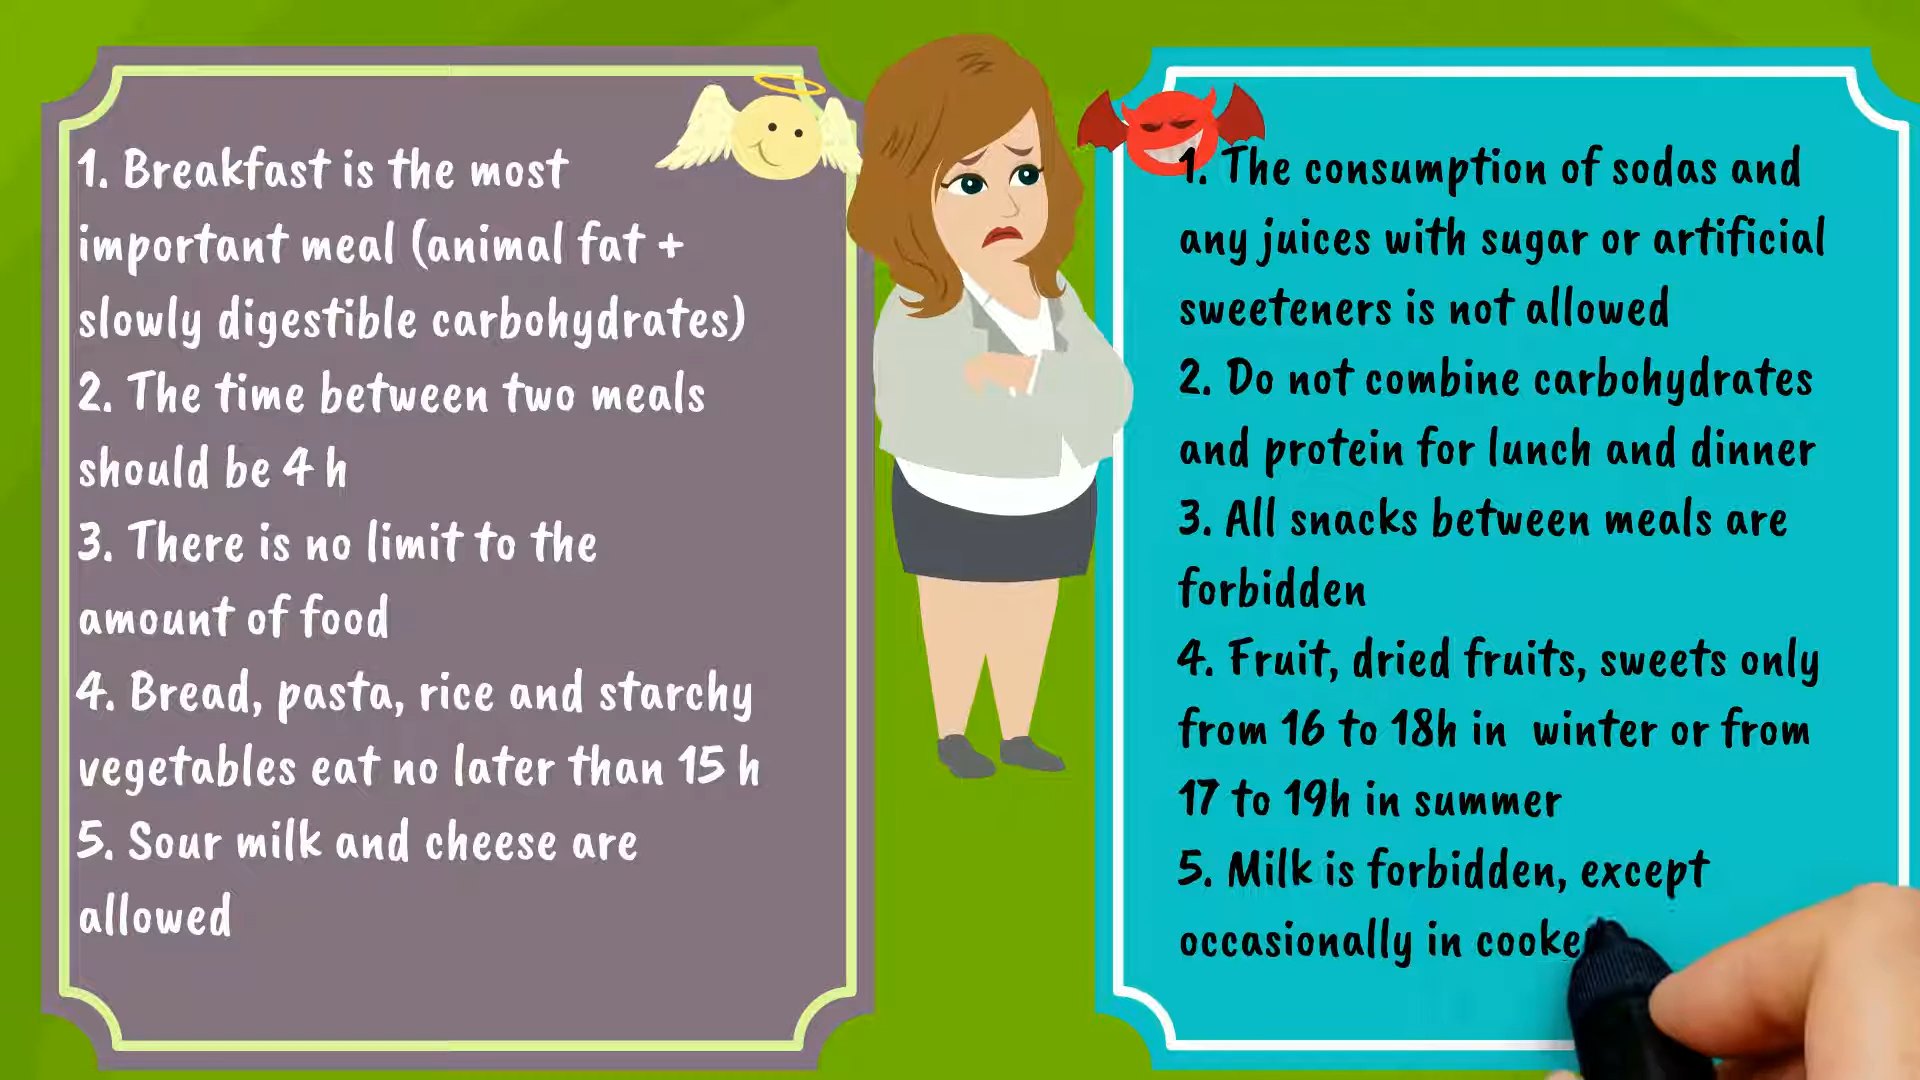 1. Breakfast is the most
important meal (animal fat +
slowly digestible carbohydrates)
2. The time between two meals
should be 4 h
3. There is no limit to the
amount of food
4. Bread, pasta, rice and starchy
vegetables eat no later than 15 h
5. Sour milk and cheese are
allowed
1. The consumption of sodas and
any juices with sugar or artificial
sweeteners is not allowed
2. Do not combine carbohydrates
and protein for lunch and dinner
3. All snacks between meals are
forbidden
4. Fruit, dried fruits, sweets only
from 16 to 18h in winter or from
17 to 19h in summer
5. Milk is forbidden, except
occasionally in